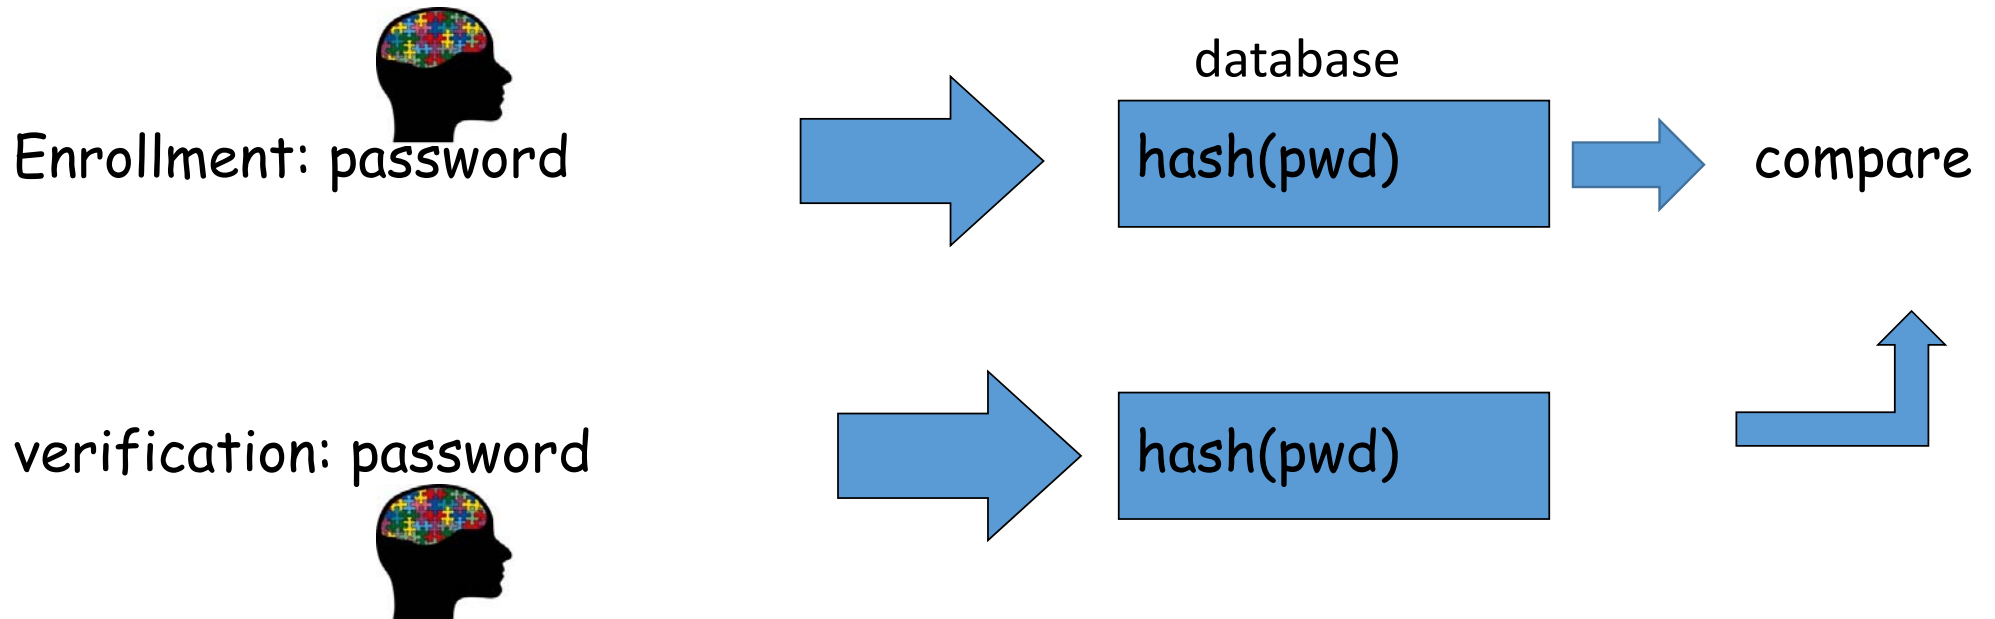 database
Enrollment: password
hash(pwd)
compare
verification: password
hash(pwd)